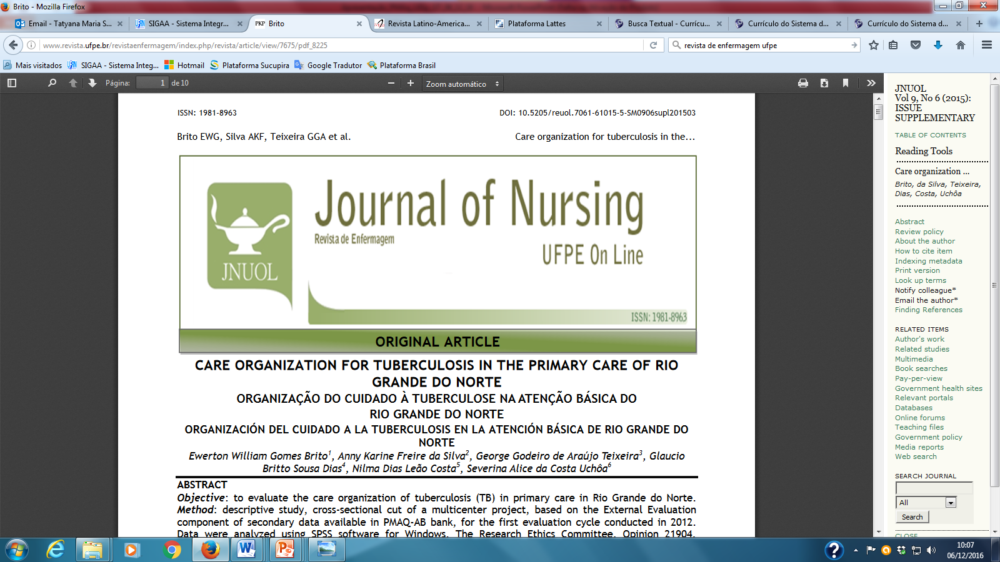 Brito - Mozilla Firefox
Email - Tatyana Maria S...
SIGAA - Sistema Integr...
PKP Brito
Revista Latino-America...
Plataforma Lattes
Busca Textual - Currícu...
Currículo do Sistema d...
Currículo do Sistema d...
www.revista.ufpe.br/revistaenfermagem/index.php/revista/article/view/7675/pdf_8225
revista de enfermagem ufpe
Mais visitados
SIGAA - Sistema Integ...
Hotmail
Plataforma Sucupira
Google Tradutor
Plataforma Brasil
Página: 1 de 10
Zoom automático
ISSN: 1981-8963
DOI: 10.5205/reuol.7061-61015-5-SM0906supl201503
Brito EWG, Silva AKF, Teixeira GGA et al.
Care organization for tuberculosis in the...
JNUOL
Journal of Nursing
Revista de Enfermagem
UFPE On Line
ISSN: 1981-8963
ORIGINAL ARTICLE
CARE ORGANIZATION FOR TUBERCULOSIS IN THE PRIMARY CARE OF RIO
GRANDE DO NORTE
ORGANIZAÇÃO DO CUIDADO À TUBERCULOSE NA ATENÇÃO BÁSICA DO
RIO GRANDE DO NORTE
ORGANIZACIÓN DEL CUIDADO A LA TUBERCULOSIS EN LA ATENCIÓN BÁSICA DE RIO GRANDE DO
NORTE
Ewerton William Gomes Brito1, Anny Karine Freire da Silva2, George Godeiro de Araújo Teixeira3, Glaucio
Britto Sousa Dias4, Nilma Dias Leão Costa5, Severina Alice da Costa Uchôa6
ABSTRACT
Objective: to evaluate the care organization of tuberculosis (TB) in primary care in Rio Grande do Norte.
Method: descriptive study, cross-sectional cut of a multicenter project, based on the External Evaluation
component of secondary data available in PMAQ-AB bank, for the first evaluation cycle conducted in 2012.
Data were analyzed using SPSS software for Windows. The Research Ethics Committee, Opinion 21904,
JNUOL
Vol 9, No 6 (2015):
ISSUE
SUPPLEMENTARY
TABLE OF CONTENTS
Reading Tools
Care organization ...
Brito, da Silva, Teixeira,
Dias, Costa, Uchôa
Abstract
Review policy
About the author
How to cite item
Indexing metadata
Print version
Look up terms
Notify colleague*
Email the author*
Finding References
RELATED ITEMS
Author's work
Related studies
Multimedia
Book searches
Pay-per-view
Government health sites
Relevant portals
Databases
Online forums
Teaching files
Government policy
Media reports
Web search
SEARCH JOURNAL
All
Search
CLOSE
10:07
06/12/2016